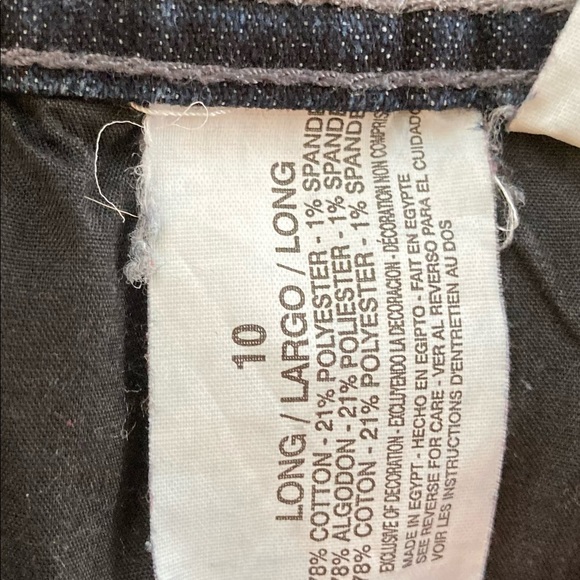 10
LONG / LARGO / LONG
78% COTTON - 21% POLYESTER - 1% SPANDE
78% ALGODON - 21% POLIESTER - 1% SPANDE
78% COTON - 21% POLYESTER - 1% SPANDE
EXCLUSIVE OF DECORATION - EXCLUYENDO LA DECORACION - DÉCORATION NON COMPRISE
MADE IN EGYPT - HECHO EN EGIPTO - FAIT EN EGYPTE
SEE REVERSE FOR CARE - VER AL REVERSO PARA EL CUIDADO
VOIR LES INSTRUCTIONS D'ENTRETIEN AU DOS